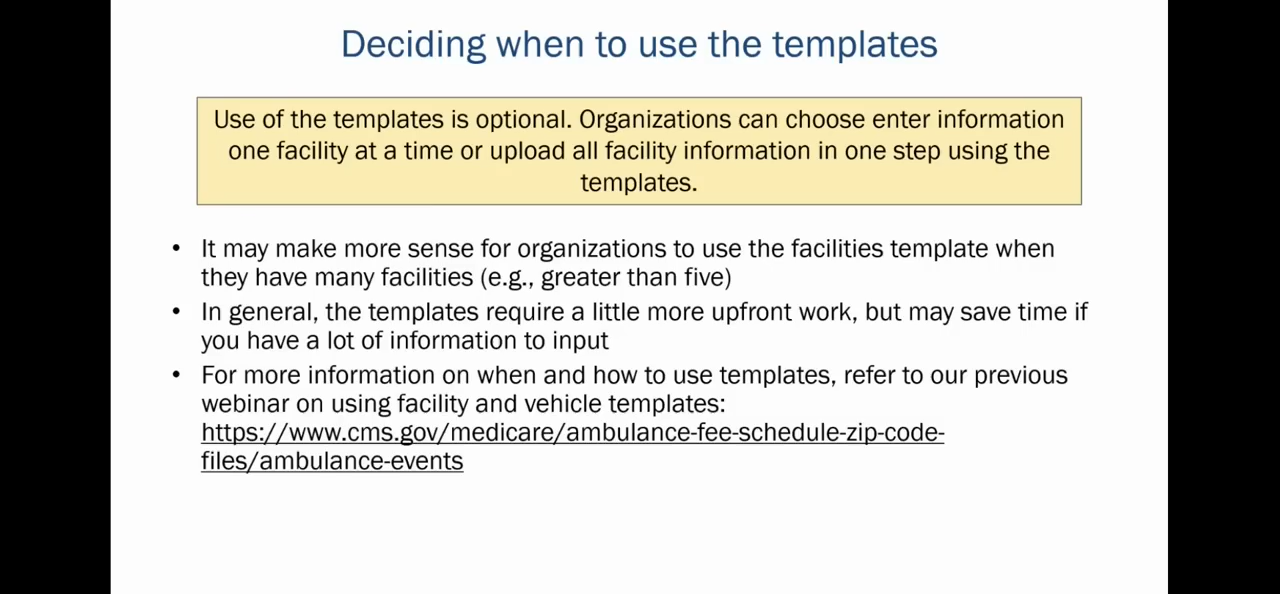 Deciding when to use the templates
Use of the templates is optional. Organizations can choose enter information
one facility at a time or upload all facility information in one step using the
templates.
• It may make more sense for organizations to use the facilities template when
they have many facilities (e.g., greater than five)
• In general, the templates require a little more upfront work, but may save time if
you have a lot of information to input
• For more information on when and how to use templates, refer to our previous
webinar on using facility and vehicle templates:
https://www.cms.gov/medicare/ambulance-fee-schedule-zip-code-
files/ambulance-events